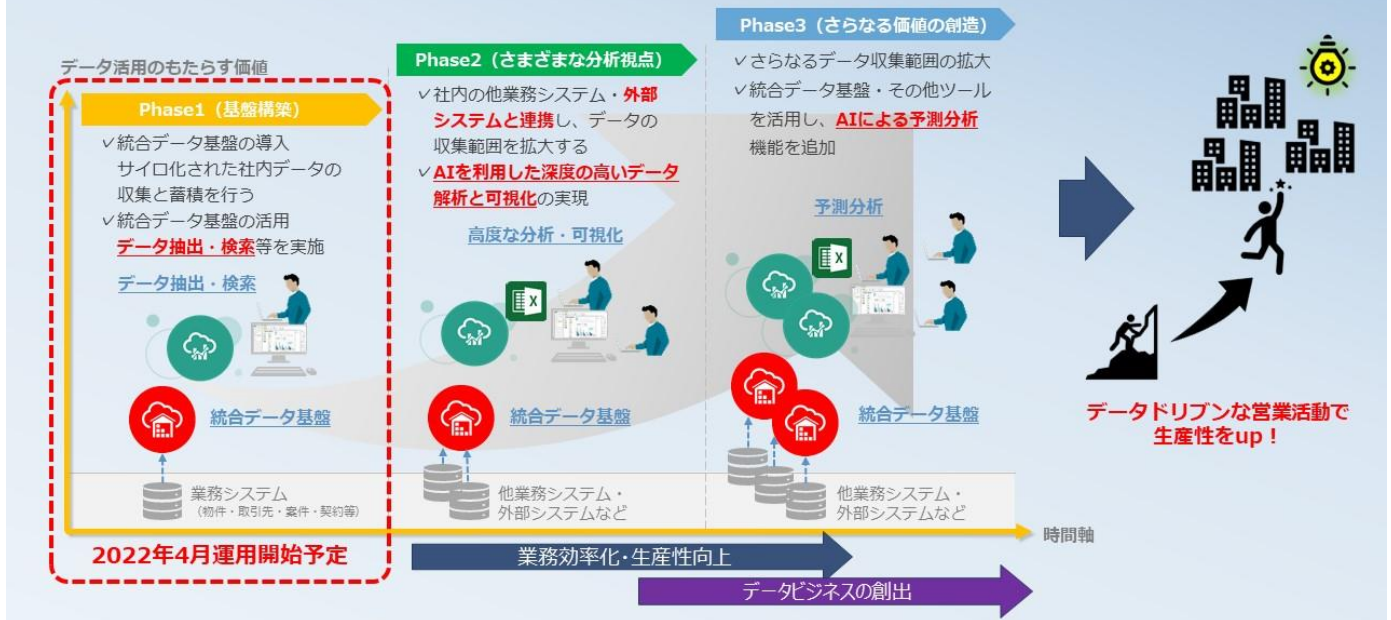 データ活用のもたらす価値
Phase1（基盤構築）
✓統合データ基盤の導入
サイロ化された社内データの
収集と蓄積を行う
✓統合データ基盤の活用
データ抽出・検索等を実施
データ抽出・検索
統合データ基盤
業務システム
（物件・取引先・案件・契約等）
2022年4月運用開始予定
Phase2（さまざまな分析視点）
✓社内の他業務システム・外部
システムと連携し、データの
収集範囲を拡大する
✓AIを利用した深度の高いデータ
解析と可視化の実現
高度な分析・可視化
X
統合データ基盤
他業務システム・
外部システムなど
Phase3（さらなる価値の創造）
✓さらなるデータ収集範囲の拡大
✓統合データ基盤・その他ツール
を活用し、AIによる予測分析
機能を追加
予測分析
X
統合データ基盤
他業務システム・
外部システムなど
時間軸
業務効率化・生産性向上
データビジネスの創出
データドリブンな営業活動で
生産性をup！